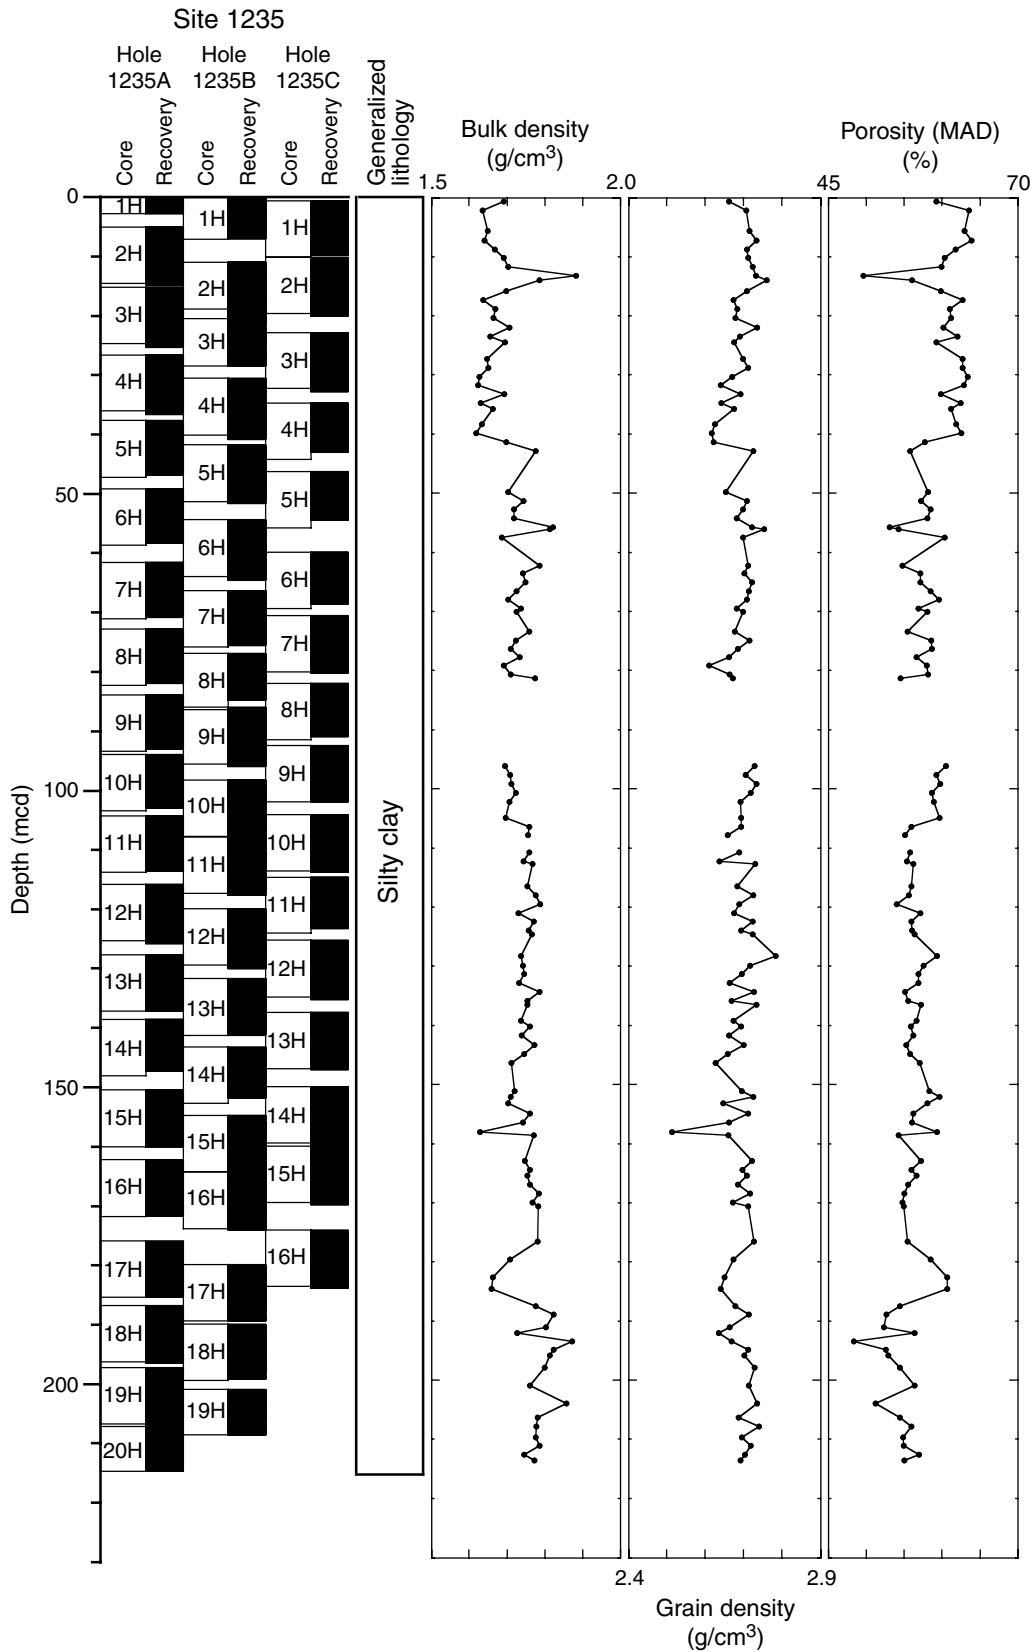 Site 1235
Hole
1235A
Hole
1235B
Hole
1235C
Core
Recovery
Core
Recovery
Core
Recovery
Generalized
lithology
Bulk density
(g/cm³)
1.5 2.0
Porosity (MAD)
(%)
45 70
Depth (mcd)
0
50
100
150
200
1H
2H
3H
4H
5H
6H
7H
8H
9H
10H
11H
12H
13H
14H
15H
16H
17H
18H
19H
20H
1H
2H
3H
4H
5H
6H
7H
8H
9H
10H
11H
12H
13H
14H
15H
16H
17H
18H
19H
1H
2H
3H
4H
5H
6H
7H
8H
9H
10H
11H
12H
13H
14H
15H
16H
Silty clay
2.4 2.9
Grain density
(g/cm³)